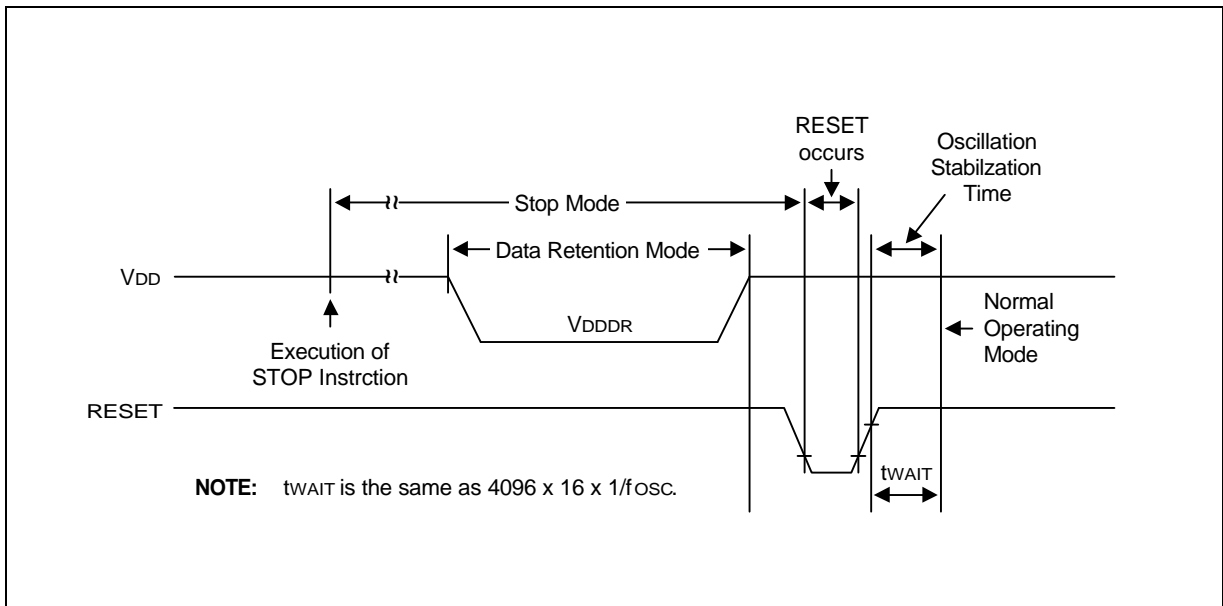 RESET
occurs
Oscillation
Stabilzation
Time
Stop Mode
Data Retention Mode
VDD
VDDDR
Normal
Operating
Mode
Execution of
STOP Instrction
RESET
tWAIT
NOTE: tWAIT is the same as 4096 x 16 x 1/fOSC.